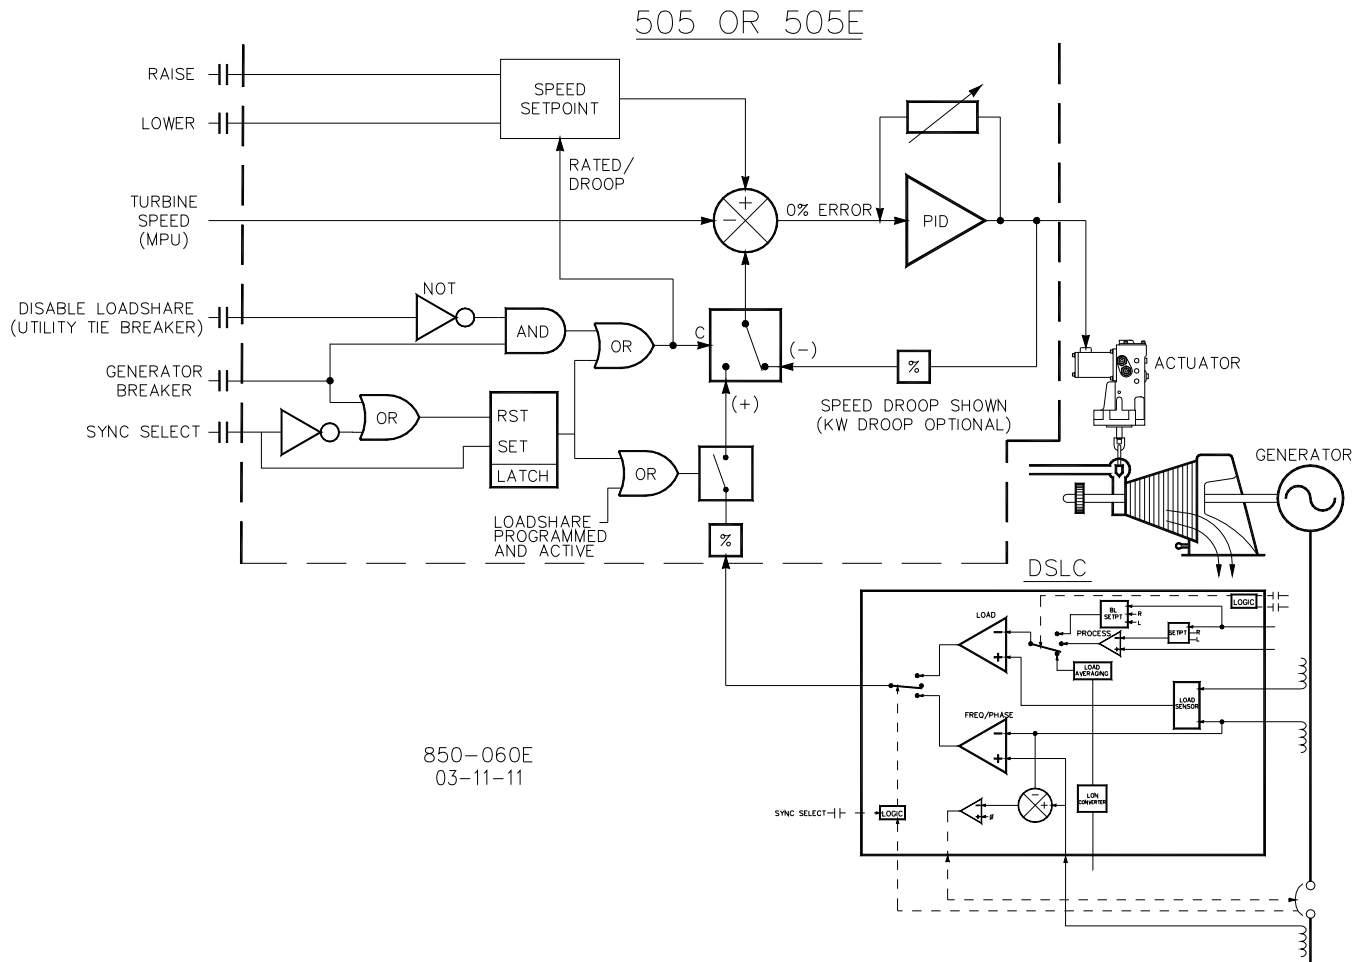 505 OR 505E
RAISE
SPEED
SETPOINT
LOWER
RATED/
DROOP
TURBINE
SPEED
(MPU)
+
−
0% ERROR
PID
NOT
DISABLE LOADSHARE
(UTILITY TIE BREAKER)
AND
OR
C
(−)
%
ACTUATOR
GENERATOR
BREAKER
(+)
SPEED DROOP SHOWN
(KW DROOP OPTIONAL)
SYNC SELECT
OR
RST
SET
LATCH
OR
GENERATOR
LOADSHARE
PROGRAMMED
AND ACTIVE
%
DSLC
LOGIC
LOAD
BL
SETPT
R
L
PROCESS
SETPT
R
L
−
+
−
+
LOAD
AVERAGING
LOAD
SENSOR
FREQ/PHASE
−
+
850-060E
03-11-11
LON
CONVERTER
−
+
−
+
ø
SYNC SELECT
LOGIC